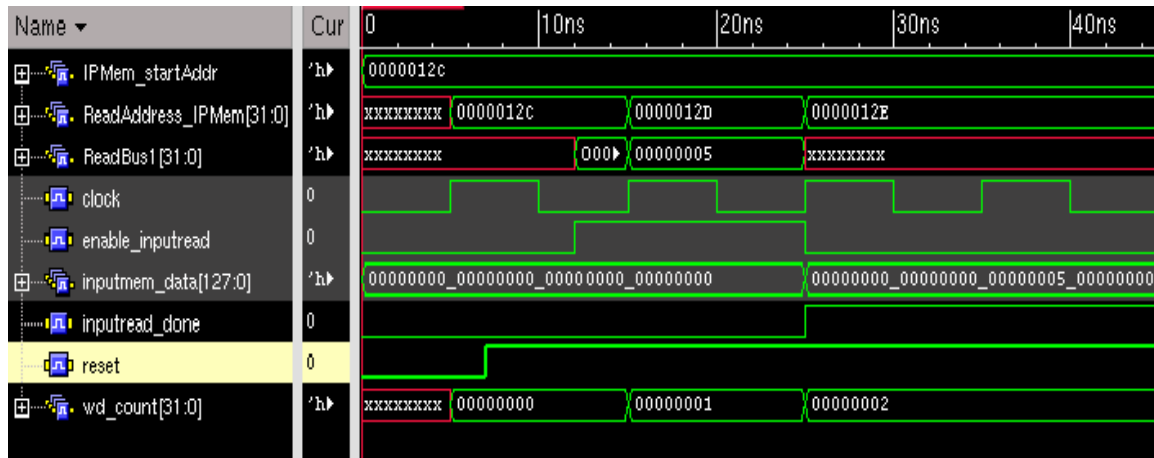 Name Cur 0 10ns 20ns 30ns 40ns
IPMem_startAddr 'h 0000012c
ReadAddress_IPMem[31:0] 'h xxxxxxxx 0000012C 0000012D 0000012E
ReadBus1[31:0] 'h xxxxxxxx 000 00000005 xxxxxxxx
clock 0
enable_inputread 0
inputmem_data[127:0] 'h 00000000_00000000_00000000_00000000 00000000_00000000_00000005_00000000
inputread_done 0
reset 0
wd_count[31:0] 'h xxxxxxxx 00000000 00000001 00000002